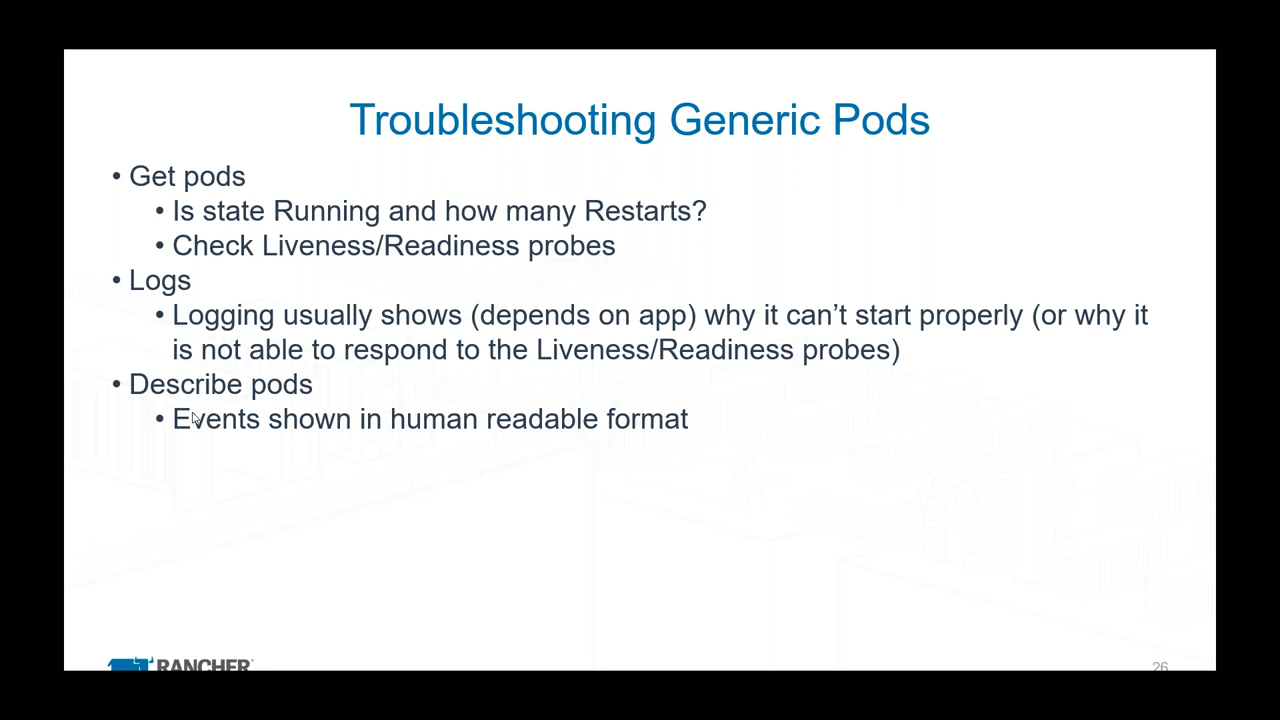 Troubleshooting Generic Pods
• Get pods
• Is state Running and how many Restarts?
• Check Liveness/Readiness probes
• Logs
• Logging usually shows (depends on app) why it can’t start properly (or why it
is not able to respond to the Liveness/Readiness probes)
• Describe pods
• Events shown in human readable format
RANCHER
26